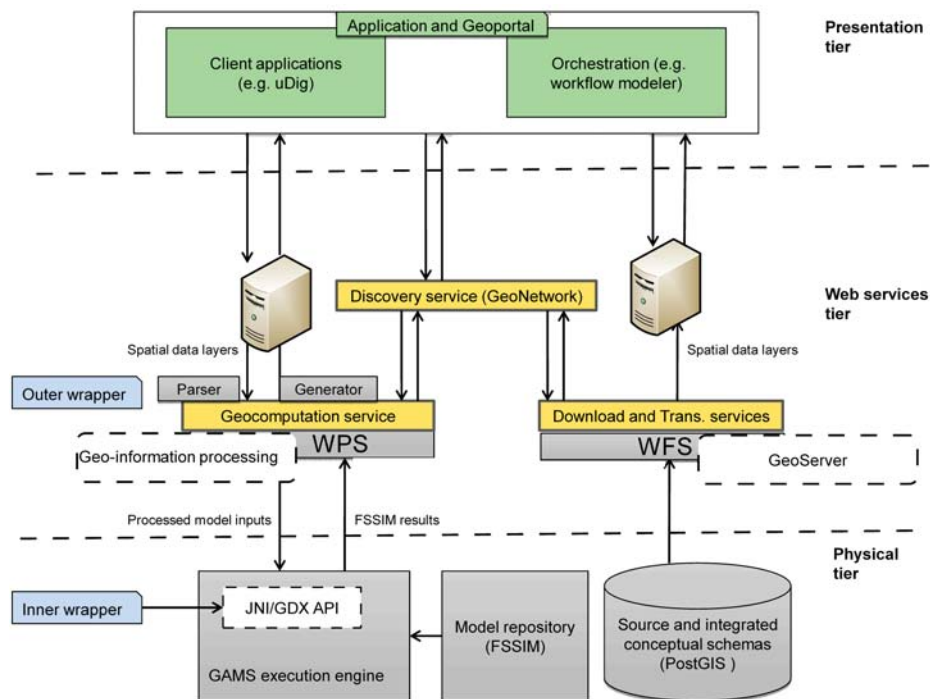 Application and Geoportal
Presentation
tier
Client applications
(e.g. uDig)
Orchestration (e.g.
workflow modeler)
Discovery service (GeoNetwork)
Web services
tier
Spatial data layers
Spatial data layers
Outer wrapper
Parser
Generator
Geocomputation service
Download and Trans. services
WPS
WFS
Geo-information processing
GeoServer
Processed model inputs
FSSIM results
Physical
tier
Inner wrapper
JNI/GDX API
GAMS execution engine
Model repository
(FSSIM)
Source and integrated
conceptual schemas
(PostGIS )